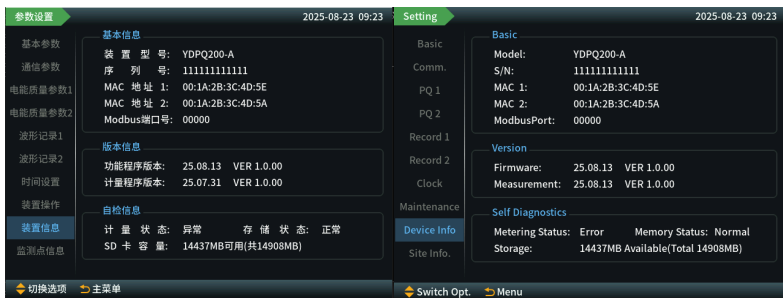 参数设置
2025-08-23 09:23
基本参数
通信参数
电能质量参数1
电能质量参数2
波形记录1
波形记录2
时间设置
装置操作
装置信息
监测点信息
基本信息
装 置 型 号: YDPQ200-A
序 列 号: 111111111111
MAC 地址 1: 00:1A:2B:3C:4D:5E
MAC 地址 2: 00:1A:2B:3C:4D:5A
Modbus端口号: 00000
版本信息
功能程序版本: 25.08.13 VER 1.0.00
计量程序版本: 25.07.31 VER 1.0.00
自检信息
计 量 状 态: 异常 存 储 状 态: 正常
SD 卡 容 量: 14437MB可用(共14908MB)
切换选项 主菜单
Setting
2025-08-23 09:23
Basic
Comm.
PQ 1
PQ 2
Record 1
Record 2
Clock
Maintenance
Device Info
Site Info.
Basic
Model: YDPQ200-A
S/N: 111111111111
MAC 1: 00:1A:2B:3C:4D:5E
MAC 2: 00:1A:2B:3C:4D:5A
ModbusPort: 00000
Version
Firmware: 25.08.13 VER 1.0.00
Measurement: 25.08.13 VER 1.0.00
Self Diagnostics
Metering Status: Error Memory Status: Normal
Storage: 14437MB Available(Total 14908MB)
Switch Opt. Menu